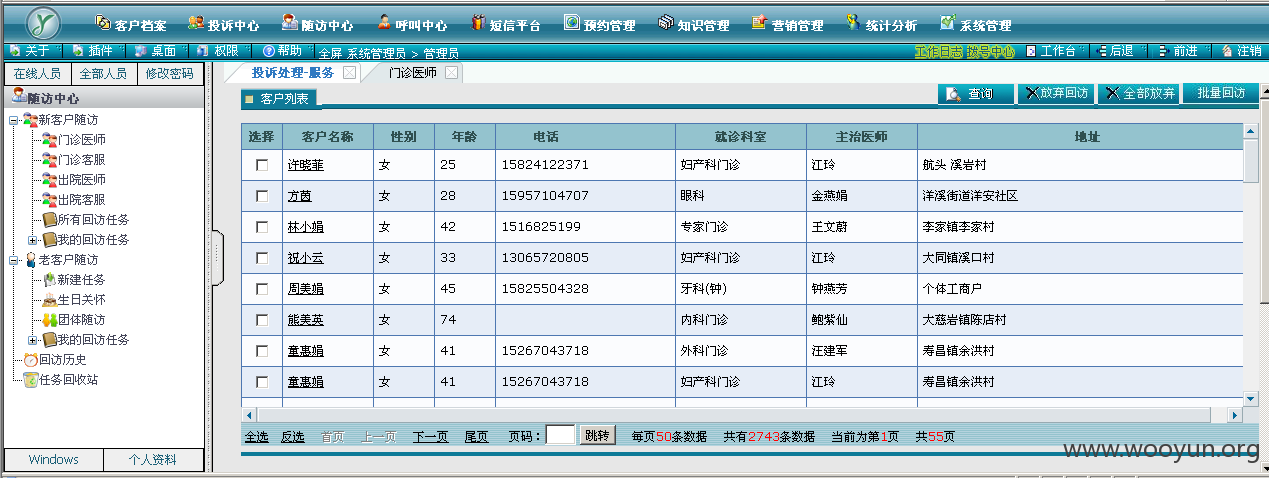 客户档案 投诉中心 随访中心 呼叫中心 短信平台 预约管理 知识管理 营销管理 统计分析 系统管理
关于 插件 桌面 权限 帮助 全屏 系统管理员 > 管理员 工作日志 拨号中心 工作台 后退 前进 注销
在线人员 全部人员 修改密码
投诉处理-服务 门诊医师
随访中心
客户列表
查询 放弃回访 全部放弃 批量回访
新客户随访
门诊医师
门诊客服
出院医师
出院客服
所有回访任务
我的回访任务
老客户随访
新建任务
生日关怀
团体随访
我的回访任务
回访历史
任务回收站
Windows 个人资料
选择 客户名称 性别 年龄 电话 就诊科室 主治医师 地址
许晓菲 女 25 15824122371 妇产科门诊 江玲 航头 溪岩村
方茵 女 28 15957104707 眼科 金燕娟 洋溪街道洋安社区
林小娟 女 42 1516825199 专家门诊 王文蔚 李家镇李家村
祝小云 女 33 13065720805 妇产科门诊 江玲 大同镇溪口村
周美娟 女 45 15825504328 牙科(钟) 钟燕芳 个体工商户
熊美英 女 74 内科门诊 鲍紫仙 大慈岩镇陈店村
童惠娟 女 41 15267043718 外科门诊 汪建军 寿昌镇余洪村
童惠娟 女 41 15267043718 妇产科门诊 江玲 寿昌镇余洪村
全选 反选 首页 上一页 下一页 尾页 页码： 跳转 每页50条数据 共有2743条数据 当前为第1页 共55页
www.wooyun.org